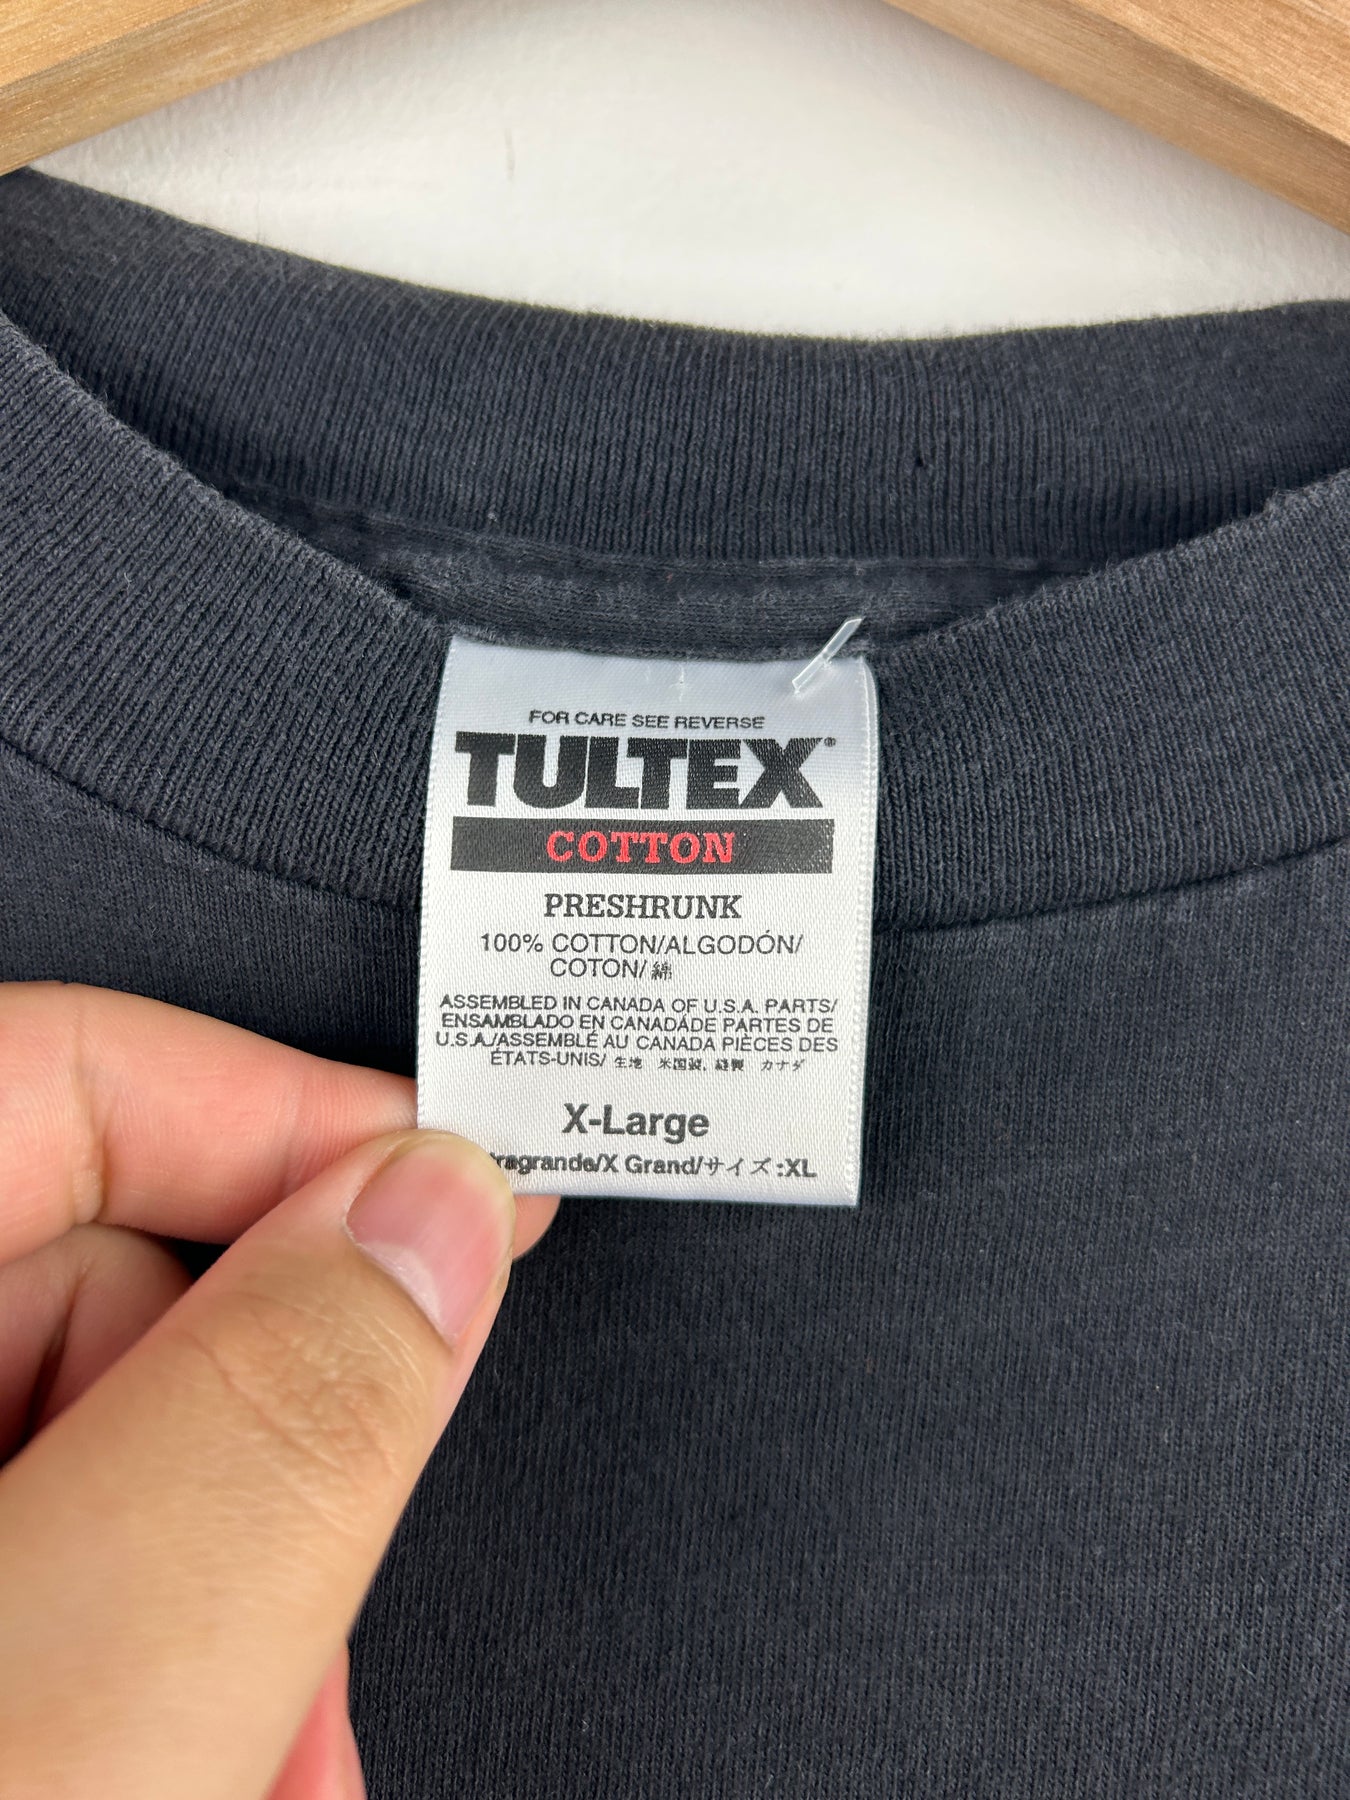 FOR CARE SEE REVERSE
TULTEX®
COTTON
PRESHRUNK
100% COTTON/ALGODÓN/
COTON/綿
ASSEMBLED IN CANADA OF U.S.A. PARTS/
ENSAMBLADO EN CANADÁDE PARTES DE
U.S.A./ASSEMBLÉ AU CANADA PIÈCES DES
ÉTATS-UNIS/ 生地 米国製, 縫製 カナダ
X-Large
X Grand/サイズ:XL